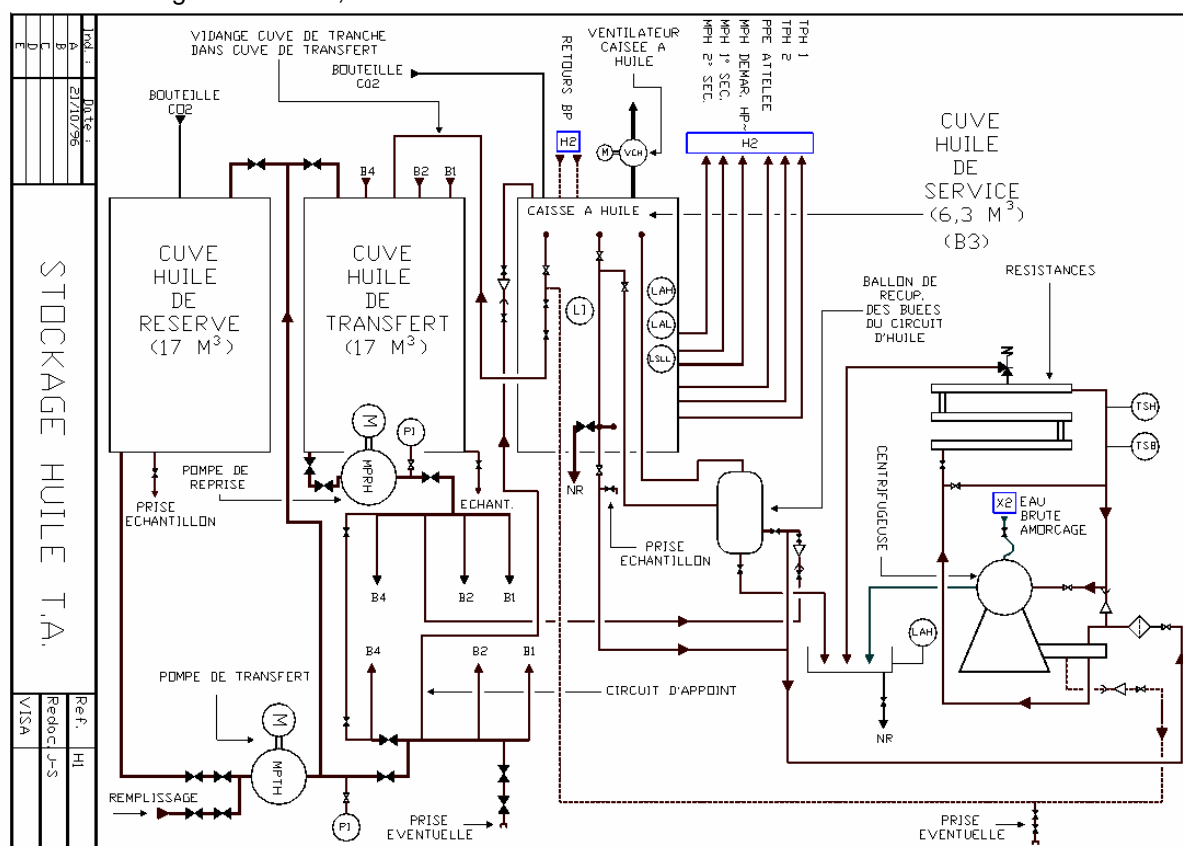 Ind. :
Date :
A
21/10/96
B
C
D
E
STOCKAGE HUILE T.A.
Ref. H1
Redoc. J-S
VISA
VIDANGE CUVE DE TRANCHE
DANS CUVE DE TRANSFERT
BOUTEILLE
CO2
BOUTEILLE
CO2
RETOURS BP
VENTILATEUR
CAISEE A
HUILE
MPH 2° SEC.
MPH 1° SEC.
MPH DEMAR. HP~
PPE ATTELEE
TPH 2
TPH 1
H2
M
VCH
H2
CUVE
HUILE
DE
SERVICE
(6,3 M³)
(B3)
B4
B2
B1
CAISSE A HUILE
CUVE
HUILE
DE
RESERVE
(17 M³)
CUVE
HUILE
DE
TRANSFERT
(17 M³)
LI
LAH
LAL
LSLL
BALLON DE
RECUP.
DES BUEES
DU CIRCUIT
D'HUILE
RESISTANCES
TSH
TSB
M
MPRH
PI
POMPE DE
REPRISE
PRISE
ECHANTILLON
ECHANT.
NR
PRISE
ECHANTILLON
CENTRIFUGEUSE
X2
EAU
BRUTE
AMORCAGE
B4
B2
B1
B4
B2
B1
LAH
NR
POMPE DE TRANSFERT
CIRCUIT D'APPOINT
M
MPTH
REMPLISSAGE
PI
PRISE
EVENTUELLE
PRISE
EVENTUELLE